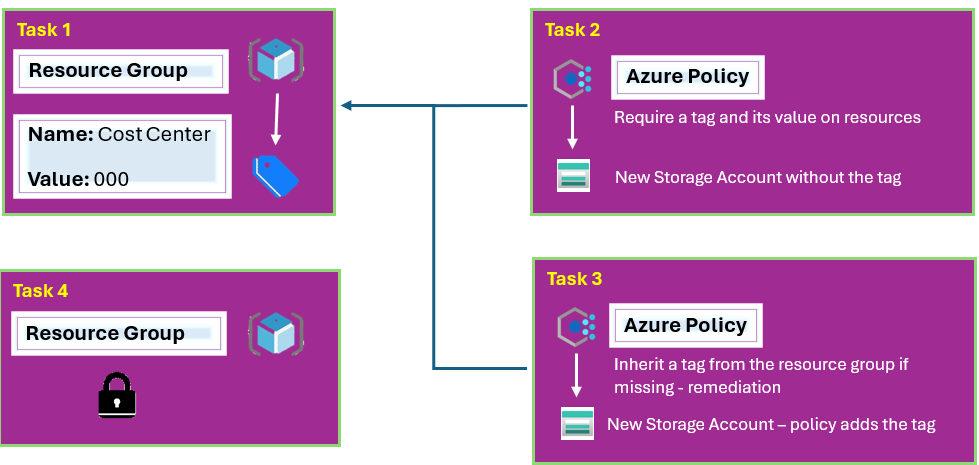 Task 1
Resource Group
Name: Cost Center
Value: 000
Task 2
Azure Policy
Require a tag and its value on resources
New Storage Account without the tag
Task 4
Resource Group
Task 3
Azure Policy
Inherit a tag from the resource group if
missing - remediation
New Storage Account – policy adds the tag